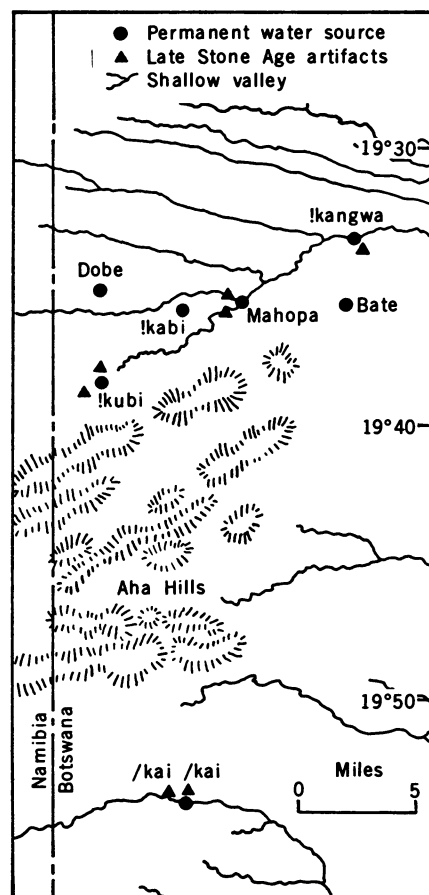 Permanent water source
Late Stone Age artifacts
Shallow valley
19°30
!kangwa
Dobe
!kabi
Mahopa
Bate
!kubi
19°40
Aha Hills
19°50
Namibia
Botswana
/kai /kai
Miles
0 5